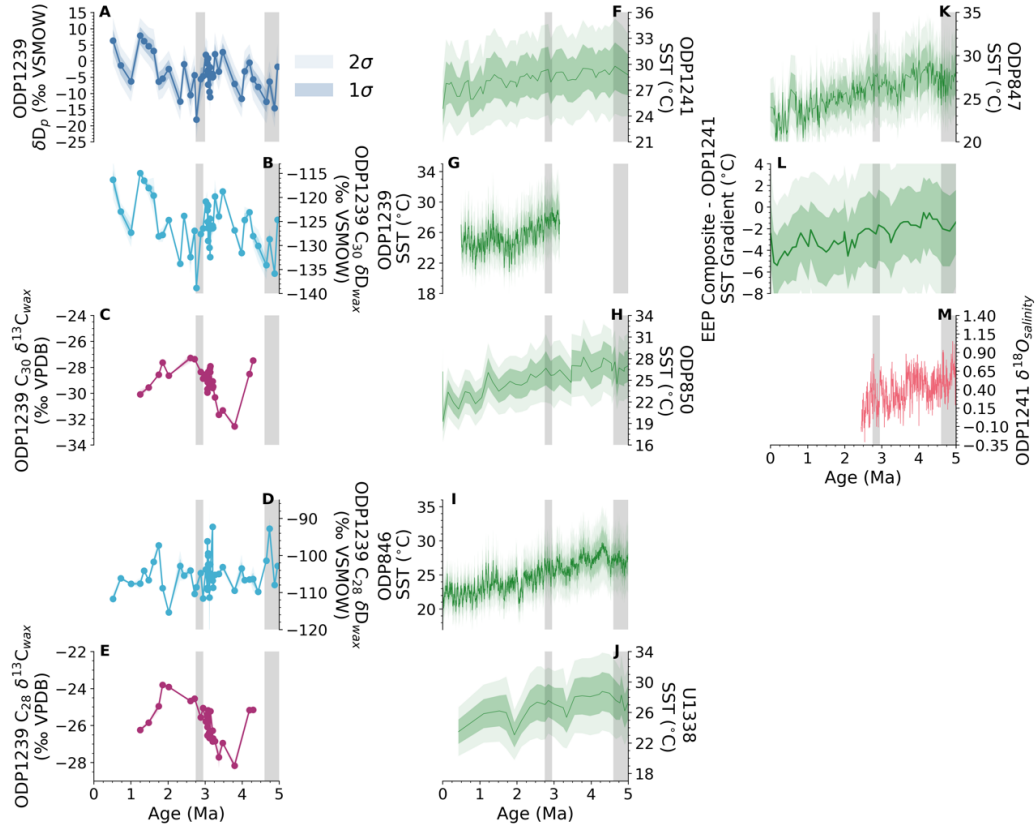 A
ODP1239
δD_p (‰ VSMOW)
15
10
5
0
−5
−10
−15
−20
−25
2σ
1σ
B
−115
−120
−125
−130
−135
−140
ODP1239 C₃₀ δD_wax
(‰ VSMOW)
C
ODP1239 C₃₀ δ¹³C_wax
(‰ VPDB)
−24
−26
−28
−30
−32
−34
D
−90
−100
−110
−120
ODP1239 C₂₈ δD_wax
(‰ VSMOW)
E
ODP1239 C₂₈ δ¹³C_wax
(‰ VPDB)
−22
−24
−26
−28
0 1 2 3 4 5
Age (Ma)
F
36
33
30
27
24
21
ODP1241
SST (°C)
G
ODP1239
SST (°C)
34
30
26
22
18
H
34
31
28
25
22
19
16
ODP850
SST (°C)
I
ODP846
SST (°C)
35
30
25
20
J
34
30
26
22
18
U1338
SST (°C)
0 1 2 3 4 5
Age (Ma)
K
35
30
25
20
ODP847
SST (°C)
L
EEP Composite - ODP1241
SST Gradient (°C)
4
2
0
−2
−4
−6
−8
M
1.40
1.15
0.90
0.65
0.40
0.15
−0.10
−0.35
ODP1241 δ¹⁸O_salinity
0 1 2 3 4 5
Age (Ma)